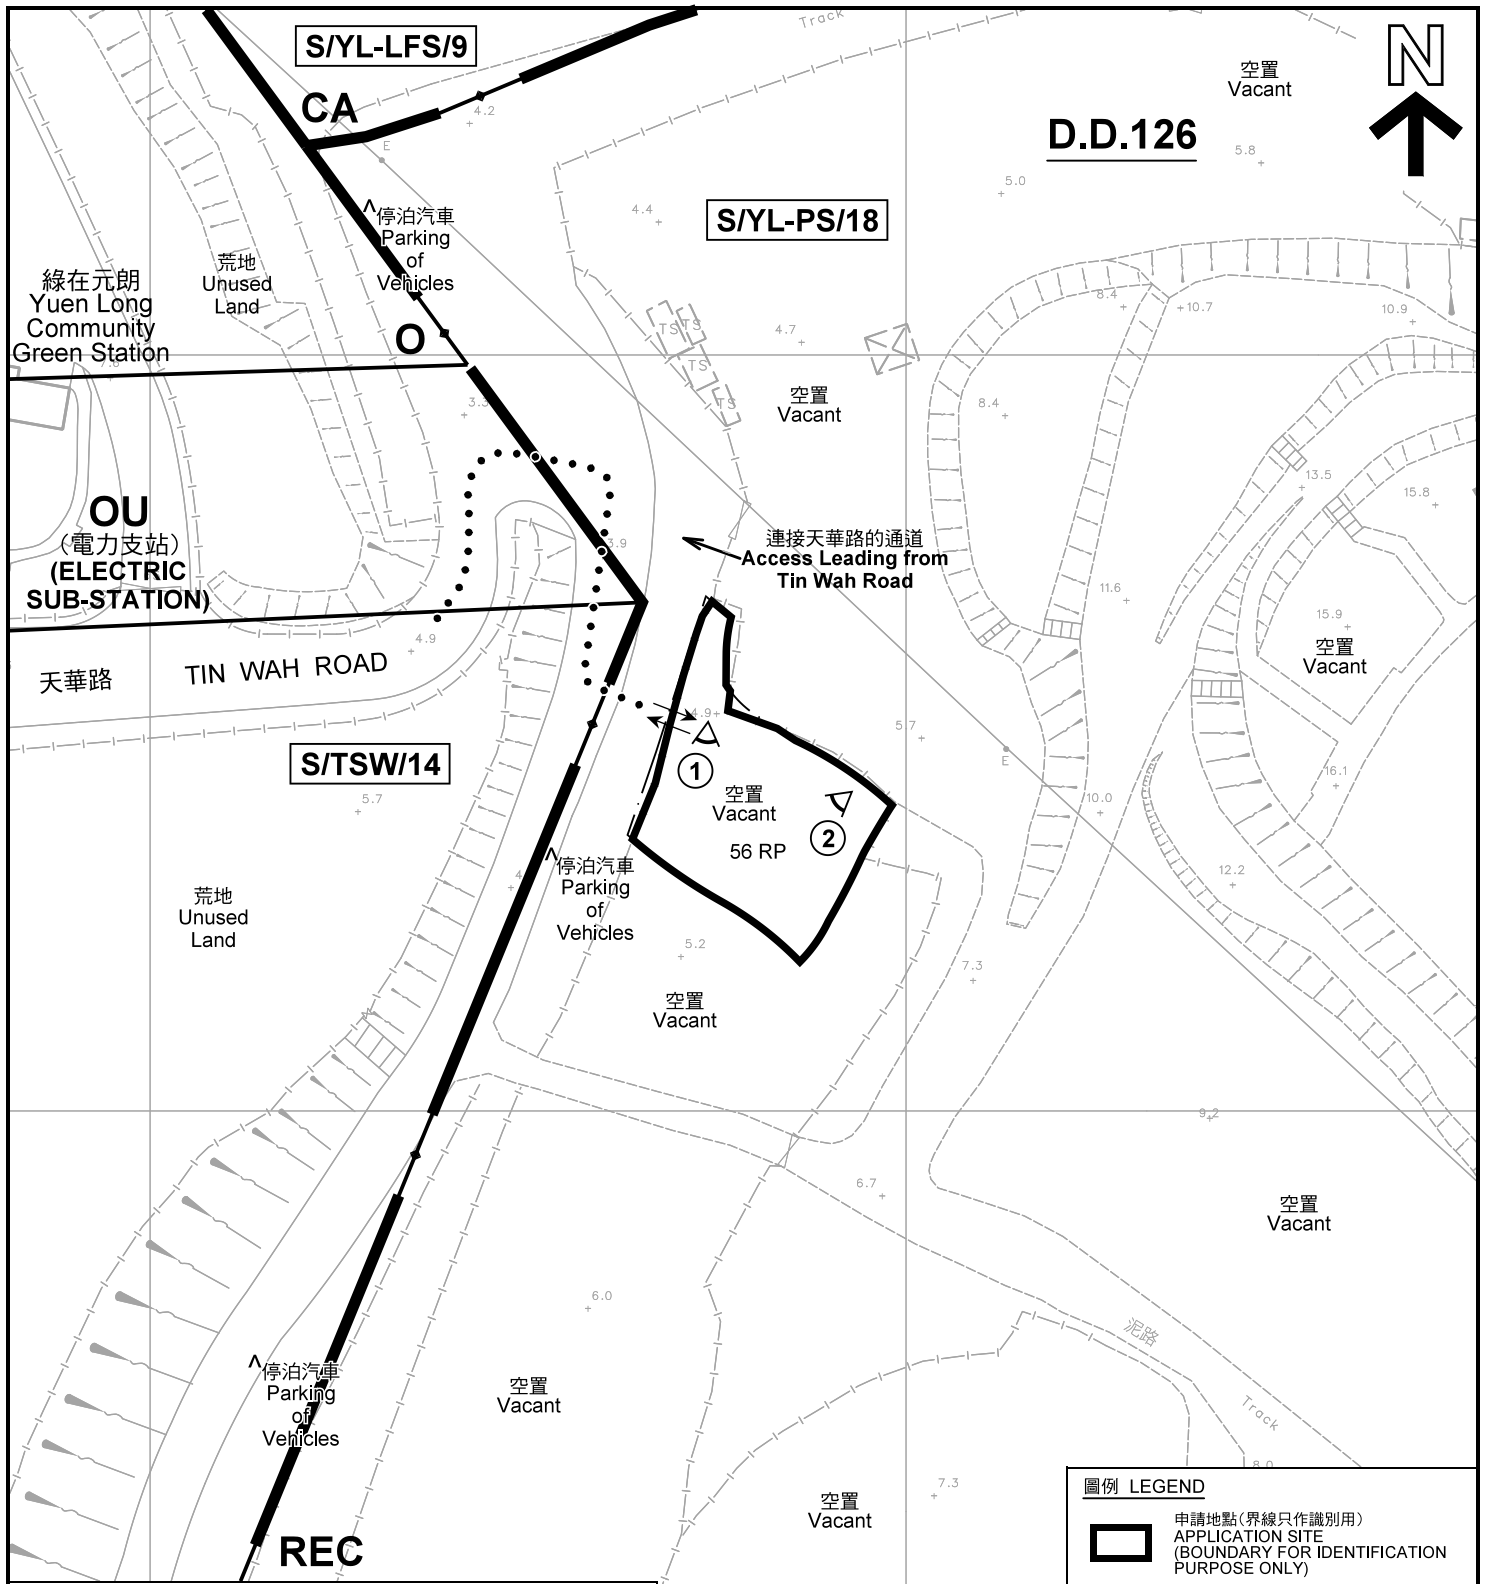 Track
S/YL-LFS/9
空置
Vacant
N
CA
4.2
E
D.D.126
5.8
5.0
停泊汽車
Parking
of
Vehicles
4.4
S/YL-PS/18
荒地
Unused
Land
綠在元朗
Yuen Long
Community
Green Station
7.8
O
TS
TS
TS
TS
4.7
8.4
10.7
10.9
空置
Vacant
8.4
3.3
13.5
15.8
OU
(電力支站)
(ELECTRIC
SUB-STATION)
3.9
連接天華路的通道
Access Leading from
Tin Wah Road
11.6
15.9
空置
Vacant
4.9
天華路
TIN WAH ROAD
4.9
5.7
E
S/TSW/14
1
16.1
5.7
空置
Vacant
56 RP
2
10.0
停泊汽車
Parking
of
Vehicles
12.2
荒地
Unused
Land
5.2
7.3
空置
Vacant
9.2
6.7
空置
Vacant
6.0
泥路
停泊汽車
Parking
of
Vehicles
空置
Vacant
Track
8.0
7.3
空置
Vacant
REC
圖例 LEGEND
申請地點(界線只作識別用)
APPLICATION SITE
(BOUNDARY FOR IDENTIFICATION
PURPOSE ONLY)